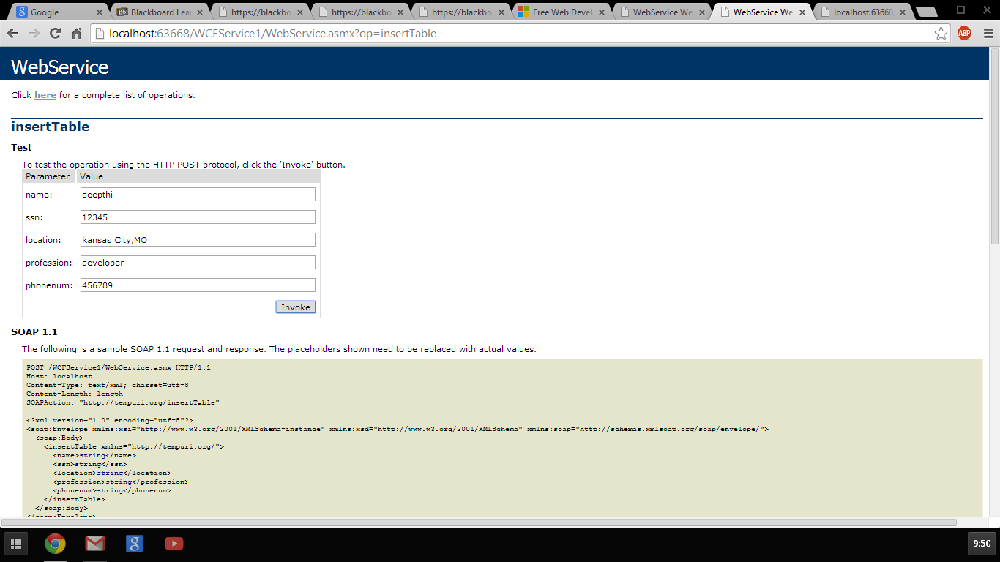 Google
Blackboard Lea
https://blackbo
https://blackbo
https://blackbo
Free Web Devel
WebService We
WebService We
localhost:63668
localhost:63668/WCFService1/WebService.asmx?op=insertTable
ABP
WebService
Click here for a complete list of operations.
insertTable
Test
To test the operation using the HTTP POST protocol, click the 'Invoke' button.
Parameter Value
name: deepthi
ssn: 12345
location: kansas City,MO
profession: developer
phonenum: 456789
Invoke
SOAP 1.1
The following is a sample SOAP 1.1 request and response. The placeholders shown need to be replaced with actual values.
POST /WCFService1/WebService.asmx HTTP/1.1
Host: localhost
Content-Type: text/xml; charset=utf-8
Content-Length: length
SOAPAction: "http://tempuri.org/insertTable"
<?xml version="1.0" encoding="utf-8"?>
<soap:Envelope xmlns:xsi="http://www.w3.org/2001/XMLSchema-instance" xmlns:xsd="http://www.w3.org/2001/XMLSchema" xmlns:soap="http://schemas.xmlsoap.org/soap/envelope/">
<soap:Body>
<insertTable xmlns="http://tempuri.org/">
<name>string</name>
<ssn>string</ssn>
<location>string</location>
<profession>string</profession>
<phonenum>string</phonenum>
</insertTable>
</soap:Body>
</soap:Envelope>
9:50